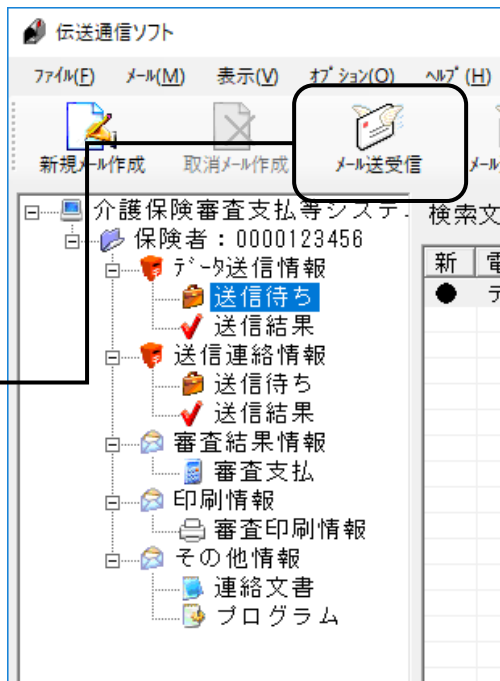 伝送通信ソフト
ﾌｧｲﾙ(F) ﾒｰﾙ(M) 表示(V) ｵﾌﾟｼｮﾝ(O) ﾍﾙﾌﾟ(H)
新規ﾒｰﾙ作成 取消ﾒｰﾙ作成 ﾒｰﾙ送受信 ﾒｰﾙ
介護保険審査支払等システ
保険者：0000123456
ﾃﾞｰﾀ送信情報
送信待ち
送信結果
送信連絡情報
送信待ち
送信結果
審査結果情報
審査支払
印刷情報
審査印刷情報
その他情報
連絡文書
プログラム
検索文
新 電
● デ